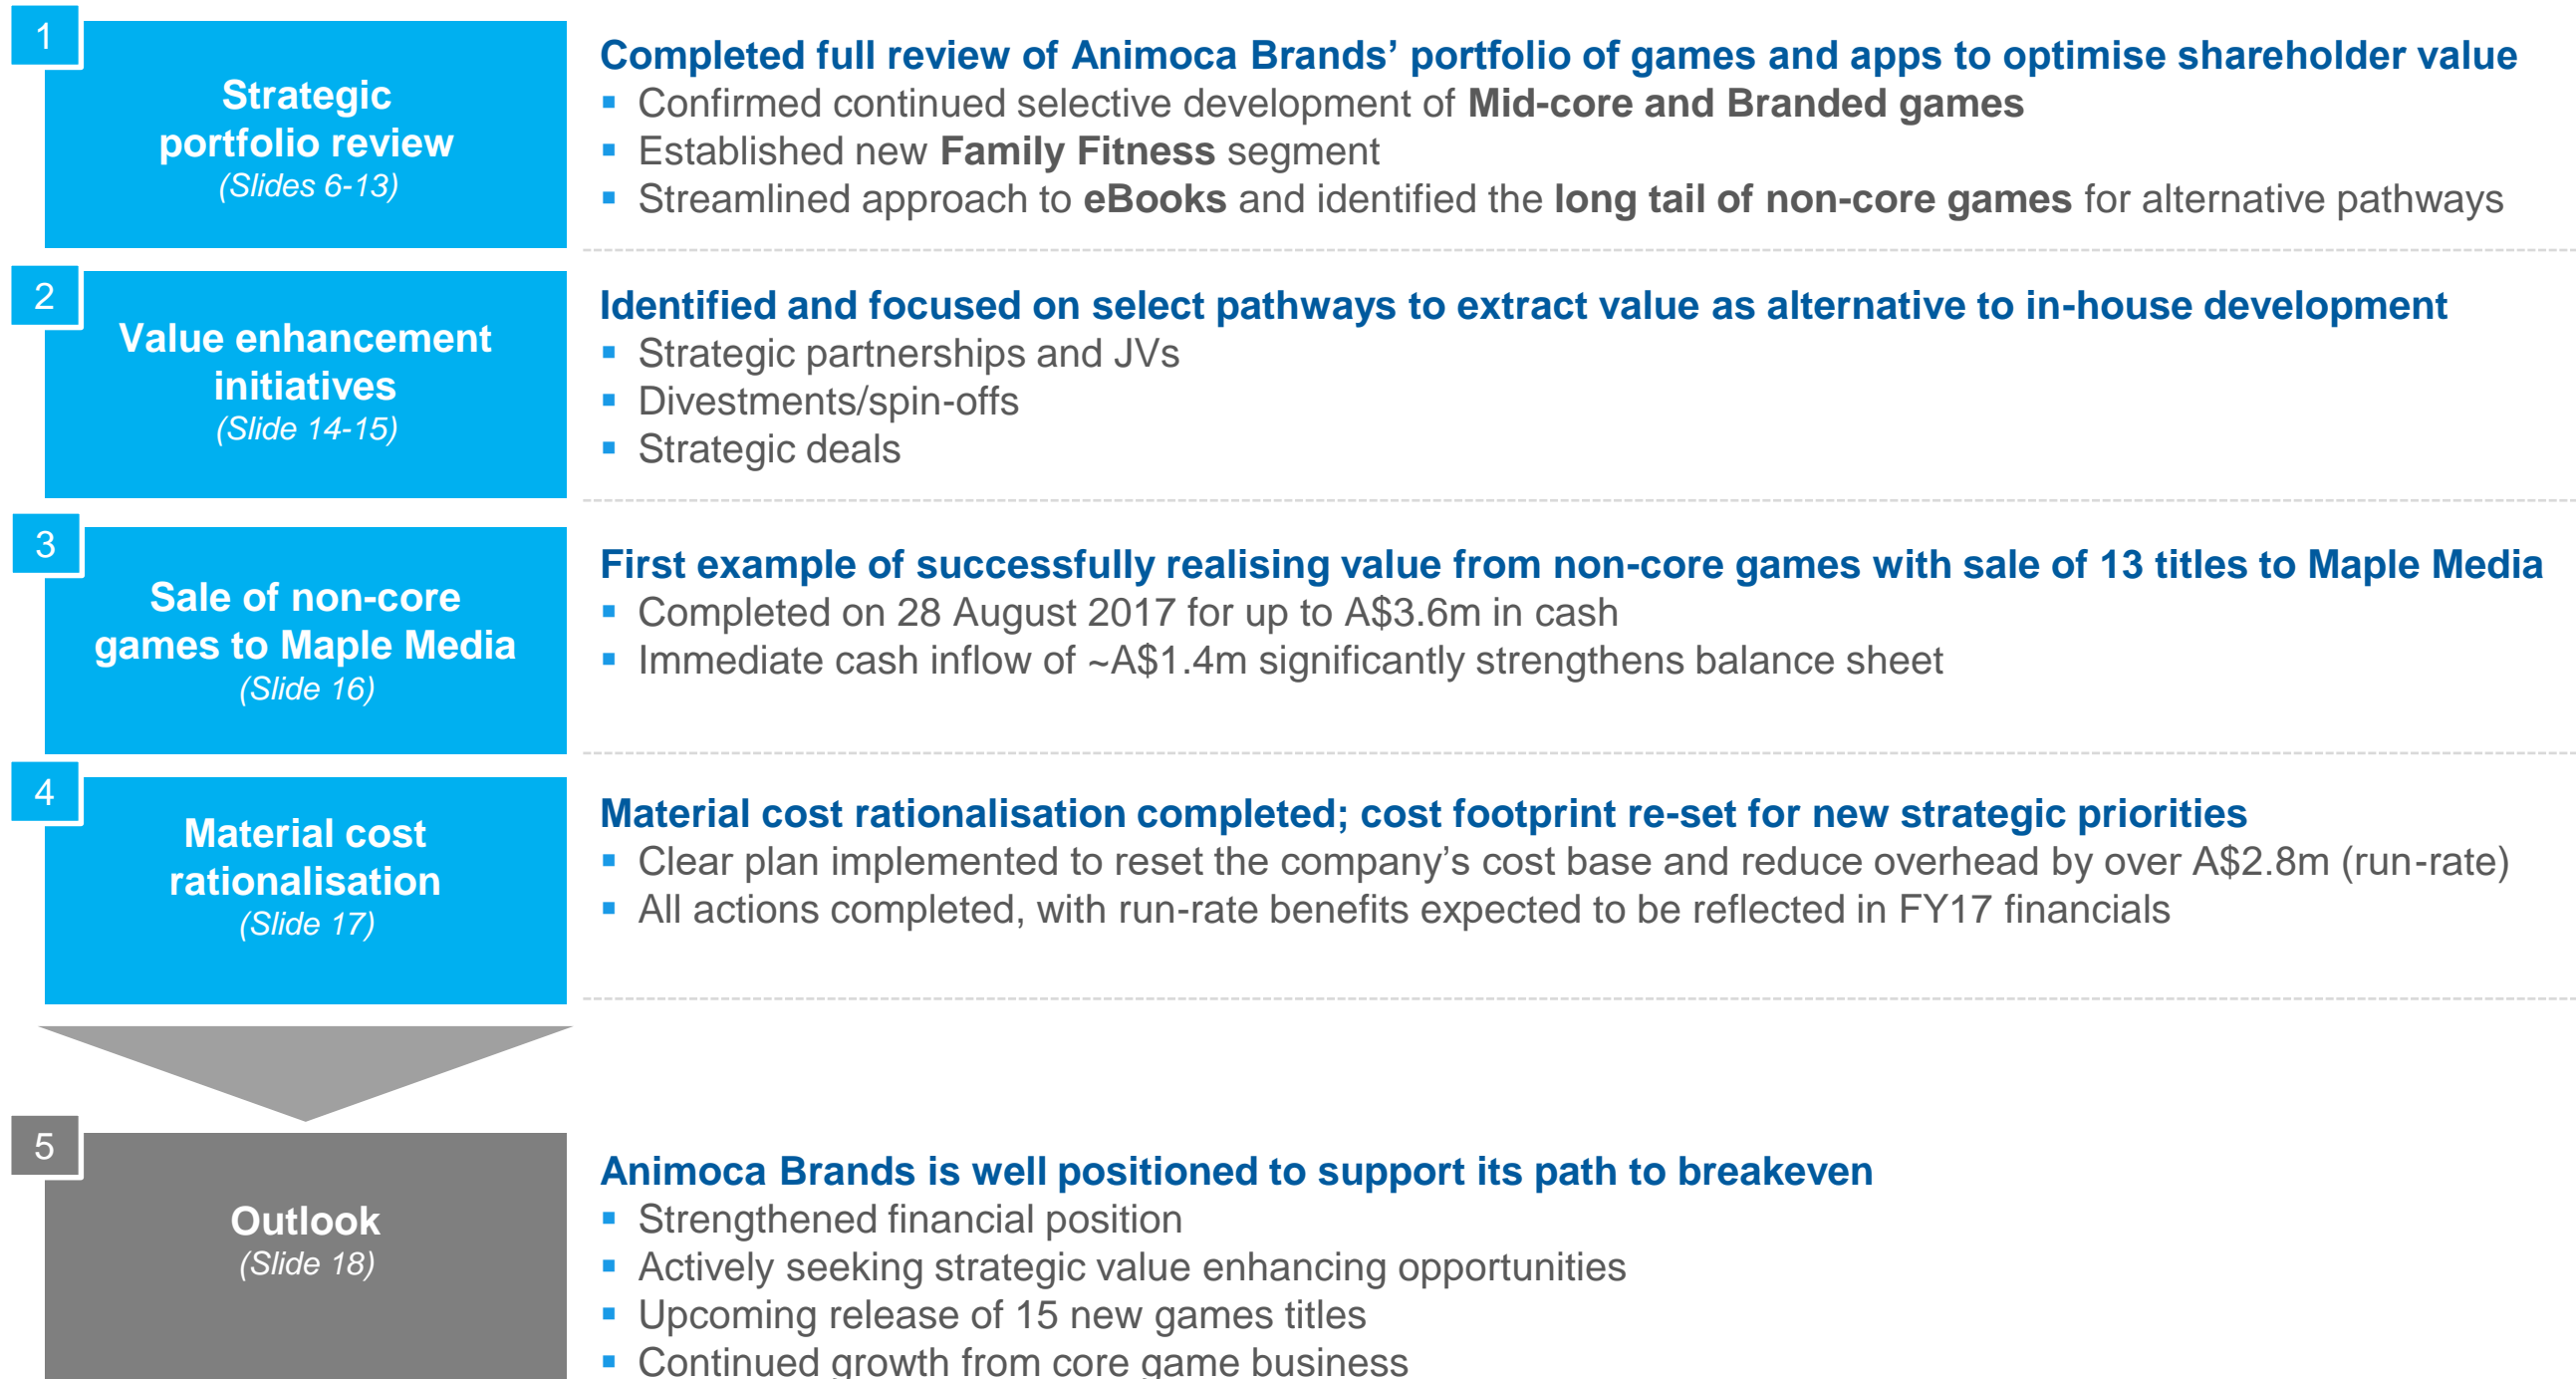 1
Strategic
portfolio review
(Slides 6-13)
Completed full review of Animoca Brands’ portfolio of games and apps to optimise shareholder value
▪ Confirmed continued selective development of Mid-core and Branded games
▪ Established new Family Fitness segment
▪ Streamlined approach to eBooks and identified the long tail of non-core games for alternative pathways
2
Value enhancement
initiatives
(Slide 14-15)
Identified and focused on select pathways to extract value as alternative to in-house development
▪ Strategic partnerships and JVs
▪ Divestments/spin-offs
▪ Strategic deals
3
Sale of non-core
games to Maple Media
(Slide 16)
First example of successfully realising value from non-core games with sale of 13 titles to Maple Media
▪ Completed on 28 August 2017 for up to A$3.6m in cash
▪ Immediate cash inflow of ~A$1.4m significantly strengthens balance sheet
4
Material cost
rationalisation
(Slide 17)
Material cost rationalisation completed; cost footprint re-set for new strategic priorities
▪ Clear plan implemented to reset the company’s cost base and reduce overhead by over A$2.8m (run-rate)
▪ All actions completed, with run-rate benefits expected to be reflected in FY17 financials
5
Outlook
(Slide 18)
Animoca Brands is well positioned to support its path to breakeven
▪ Strengthened financial position
▪ Actively seeking strategic value enhancing opportunities
▪ Upcoming release of 15 new games titles
▪ Continued growth from core game business